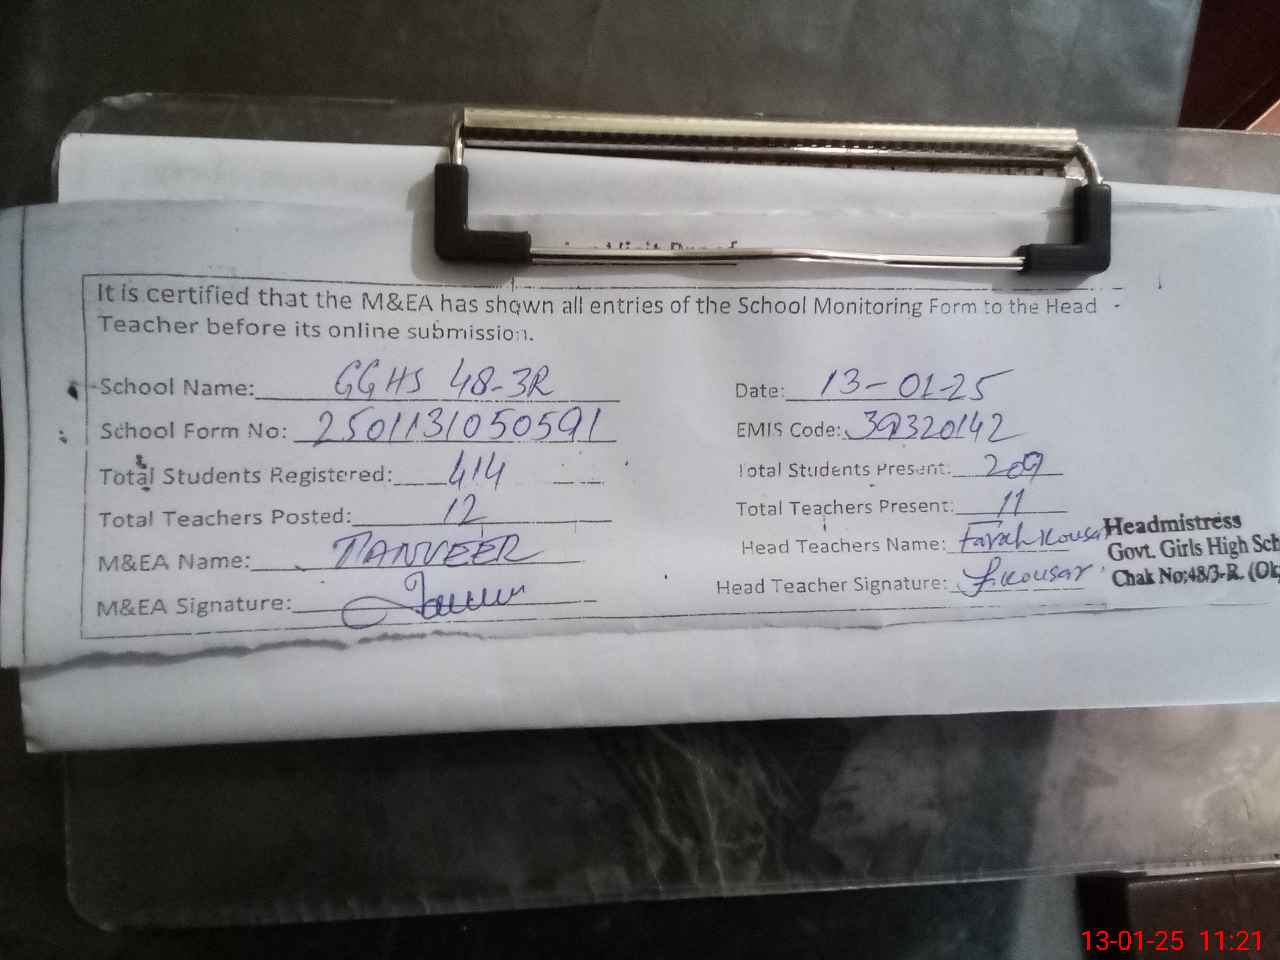 It is certified that the M&EA has shown all entries of the School Monitoring Form to the Head
Teacher before its online submission.
School Name: GGHS 48-3R Date: 13-01-25
School Form No: 2501131050591 EMIS Code: 39320142
Total Students Registered: 414 Total Students Present: 209
Total Teachers Posted: 12 Total Teachers Present: 11
M&EA Name: TANVEER Head Teachers Name: Farah Kousar
M&EA Signature: Head Teacher Signature: F.Kousar
Headmistress
Govt. Girls High Sch
Chak No;48/3-R. (Ok
13-01-25 11:21